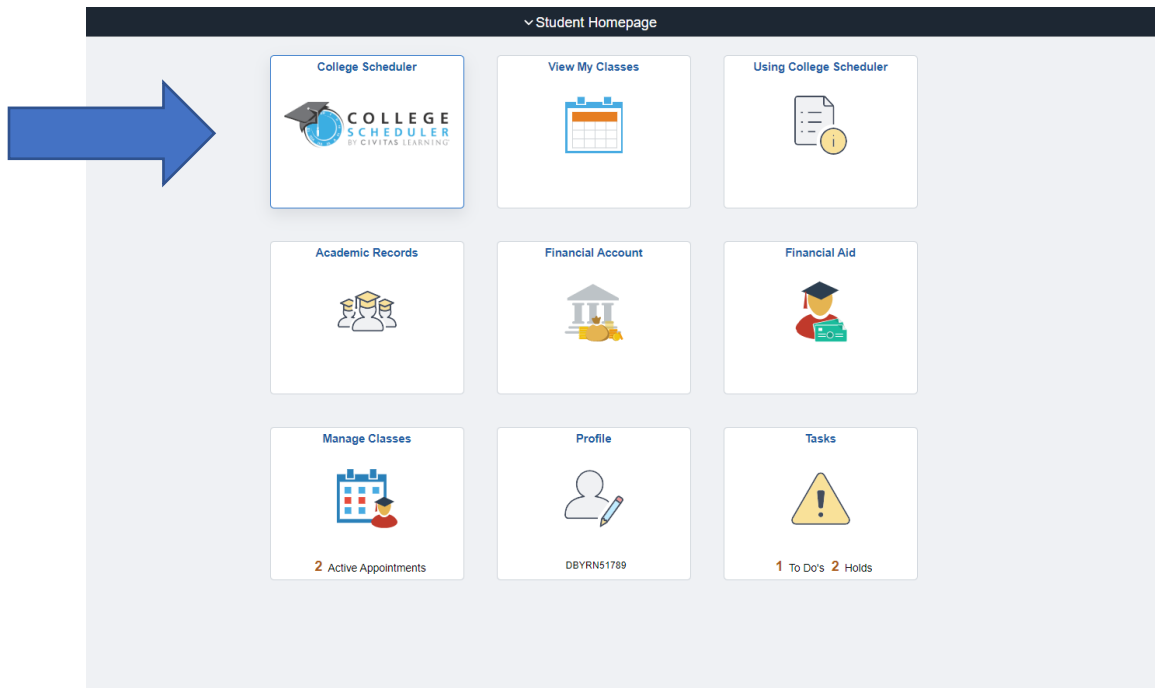 Student Homepage
College Scheduler
COLLEGE
SCHEDULER
BY CIVITAS LEARNING
View My Classes
Using College Scheduler
i
Academic Records
Financial Account
Financial Aid
Manage Classes
2 Active Appointments
Profile
DBYRN51789
Tasks
!
1 To Do's 2 Holds